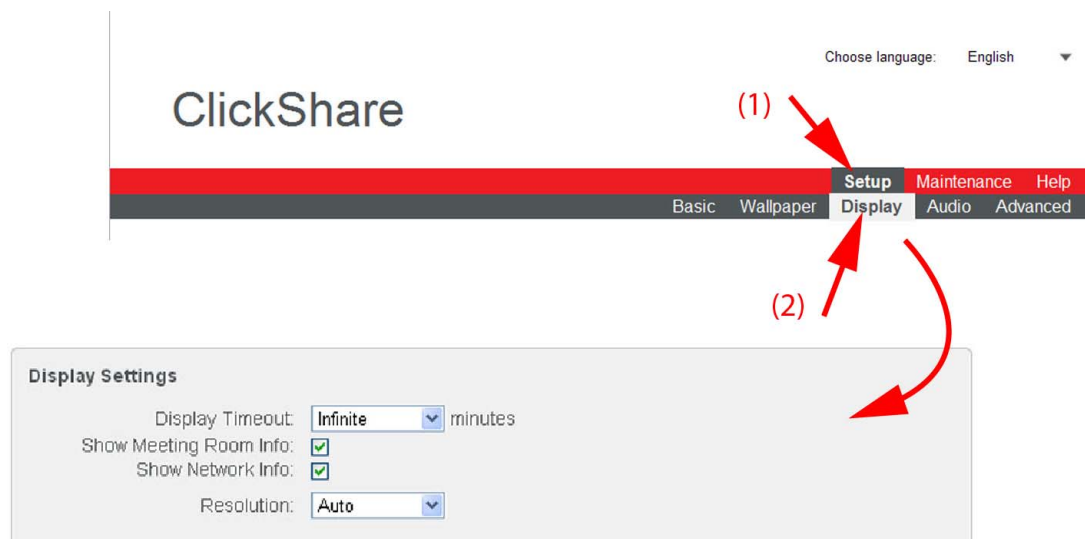 Choose language: English
ClickShare
(1)
Setup Maintenance Help
Basic Wallpaper Display Audio Advanced
(2)
Display Settings
Display Timeout: Infinite minutes
Show Meeting Room Info:
Show Network Info:
Resolution: Auto